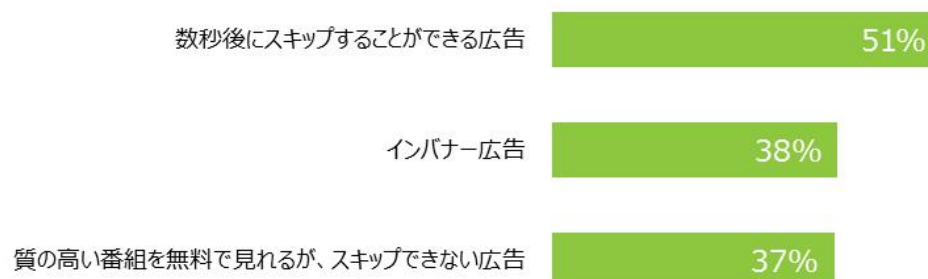 数秒後にスキップすることができる広告 51%
インバナー広告 38%
質の高い番組を無料で見れるが、スキップできない広告 37%